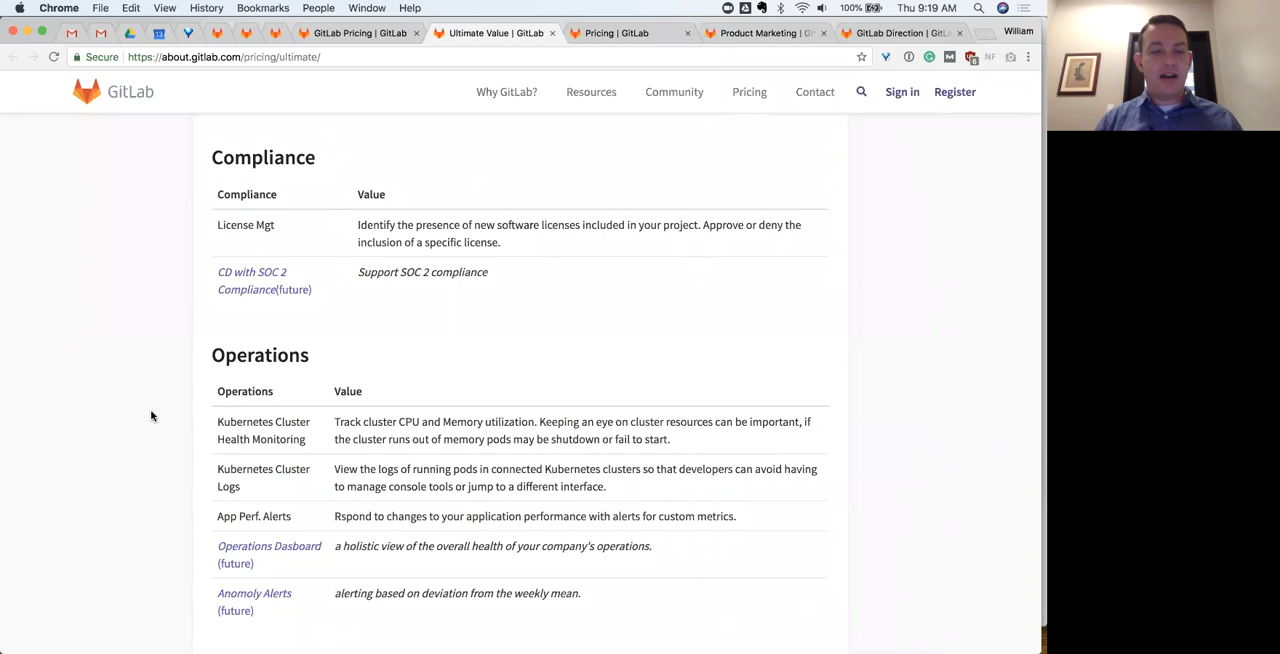 Chrome File Edit View History Bookmarks People Window Help 100% Thu 9:19 AM
GitLab Pricing | GitLab Ultimate Value | GitLab Pricing | GitLab Product Marketing | GitLab Direction | William
Secure https://about.gitlab.com/pricing/ultimate/ NF
GitLab Why GitLab? Resources Community Pricing Contact Sign in Register
Compliance
Compliance Value
License Mgt Identify the presence of new software licenses included in your project. Approve or deny the
inclusion of a specific license.
CD with SOC 2 Support SOC 2 compliance
Compliance(future)
Operations
Operations Value
Kubernetes Cluster Track cluster CPU and Memory utilization. Keeping an eye on cluster resources can be important, if
Health Monitoring the cluster runs out of memory pods may be shutdown or fail to start.
Kubernetes Cluster View the logs of running pods in connected Kubernetes clusters so that developers can avoid having
Logs to manage console tools or jump to a different interface.
App Perf. Alerts Rspond to changes to your application performance with alerts for custom metrics.
Operations Dasboard a holistic view of the overall health of your company's operations.
(future)
Anomoly Alerts alerting based on deviation from the weekly mean.
(future)